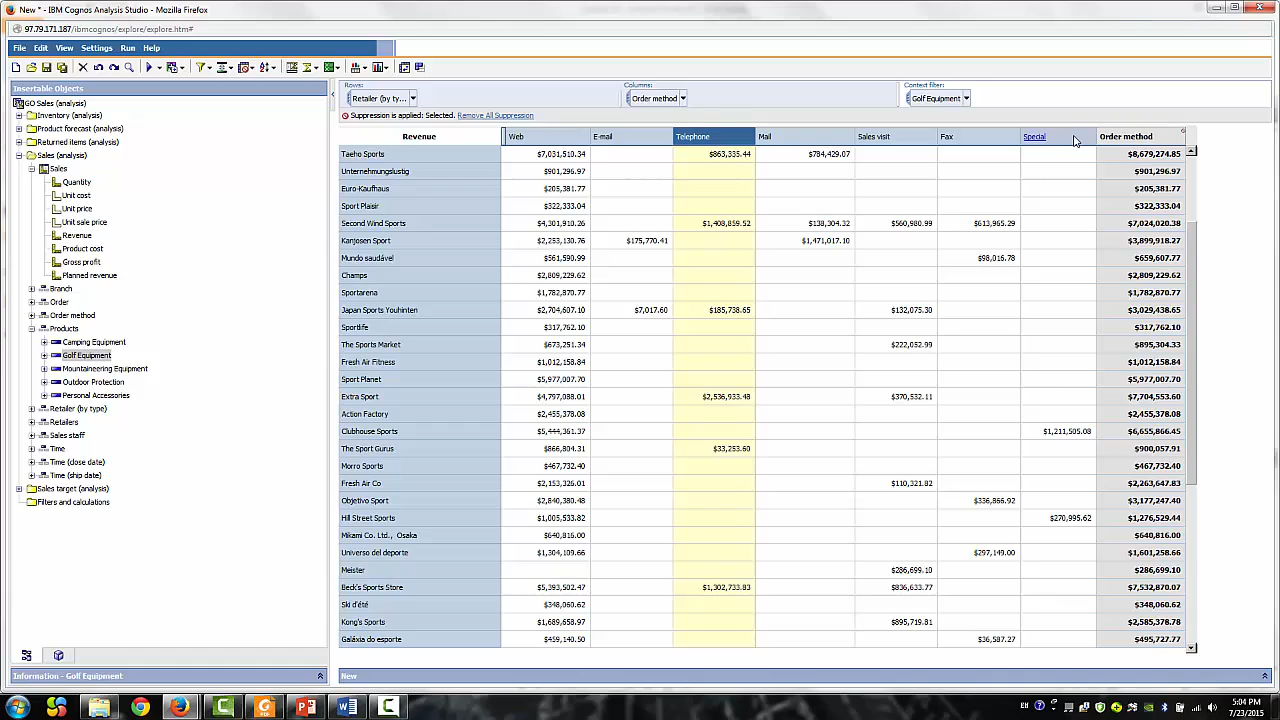 New * - IBM Cognos Analysis Studio - Mozilla Firefox
97.79.171.187/ibmcognos/explore/explore.htm#
File Edit View Settings Run Help
Insertable Objects
GO Sales (analysis)
Inventory (analysis)
Product forecast (analysis)
Returned items (analysis)
Sales (analysis)
Sales
Quantity
Unit cost
Unit price
Unit sale price
Revenue
Product cost
Gross profit
Planned revenue
Branch
Order
Order method
Products
Camping Equipment
Golf Equipment
Mountaineering Equipment
Outdoor Protection
Personal Accessories
Retailer (by type)
Retailers
Sales staff
Time
Time (close date)
Time (ship date)
Sales target (analysis)
Filters and calculations
Information - Golf Equipment
Rows: Columns: Context filter:
Retailer (by ty... Order method Golf Equipment
Suppression is applied: Selected. Remove All Suppression
Revenue Web E-mail Telephone Mail Sales visit Fax Special Order method
Taeho Sports $7,031,510.34 $863,335.44 $784,429.07 $8,679,274.85
Unternehmungslustig $901,296.97 $901,296.97
Euro-Kaufhaus $205,381.77 $205,381.77
Sport Plaisir $322,333.04 $322,333.04
Second Wind Sports $4,301,910.26 $1,408,859.52 $138,304.32 $560,980.99 $613,965.29 $7,024,020.38
Kanjosen Sport $2,253,130.76 $175,770.41 $1,471,017.10 $3,899,918.27
Mundo saudável $561,590.99 $98,016.78 $659,607.77
Champs $2,809,229.62 $2,809,229.62
Sportarena $1,782,870.77 $1,782,870.77
Japan Sports Youhinten $2,704,607.10 $7,017.60 $185,738.65 $132,075.30 $3,029,438.65
Sportlife $317,762.10 $317,762.10
The Sports Market $673,251.34 $222,052.99 $895,304.33
Fresh Air Fitness $1,012,158.84 $1,012,158.84
Sport Planet $5,977,007.70 $5,977,007.70
Extra Sport $4,797,088.01 $2,536,933.48 $370,532.11 $7,704,553.60
Action Factory $2,455,378.08 $2,455,378.08
Clubhouse Sports $5,444,361.37 $1,211,505.08 $6,655,866.45
The Sport Gurus $866,804.31 $33,253.60 $900,057.91
Morro Sports $467,732.40 $467,732.40
Fresh Air Co $2,153,326.01 $110,321.82 $2,263,647.83
Objetivo Sport $2,840,380.48 $336,866.92 $3,177,247.40
Hill Street Sports $1,005,533.82 $270,995.62 $1,276,529.44
Mikami Co. Ltd., Osaka $640,816.00 $640,816.00
Universo del deporte $1,304,109.66 $297,149.00 $1,601,258.66
Meister $286,699.10 $286,699.10
Beck's Sports Store $5,393,502.47 $1,302,733.83 $836,633.77 $7,532,870.07
Ski d'été $348,060.62 $348,060.62
Kong's Sports $1,689,658.97 $895,719.81 $2,585,378.78
Galáxia do esporte $459,140.50 $36,587.27 $495,727.77
New
EN
5:04 PM
7/23/2015